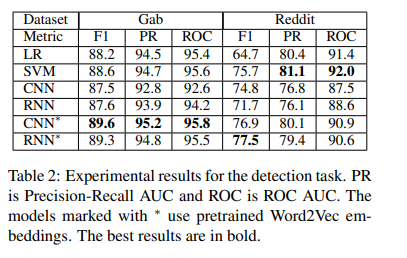 Dataset Gab Reddit
Metric F1 PR ROC F1 PR ROC
LR 88.2 94.5 95.4 64.7 80.4 91.4
SVM 88.6 94.7 95.6 75.7 81.1 92.0
CNN 87.5 92.8 92.6 74.8 76.8 87.5
RNN 87.6 93.9 94.2 71.7 76.1 88.6
CNN* 89.6 95.2 95.8 76.9 80.1 90.9
RNN* 89.3 94.8 95.5 77.5 79.4 90.6
Table 2: Experimental results for the detection task. PR
is Precision-Recall AUC and ROC is ROC AUC. The
models marked with * use pretrained Word2Vec em-
beddings. The best results are in bold.